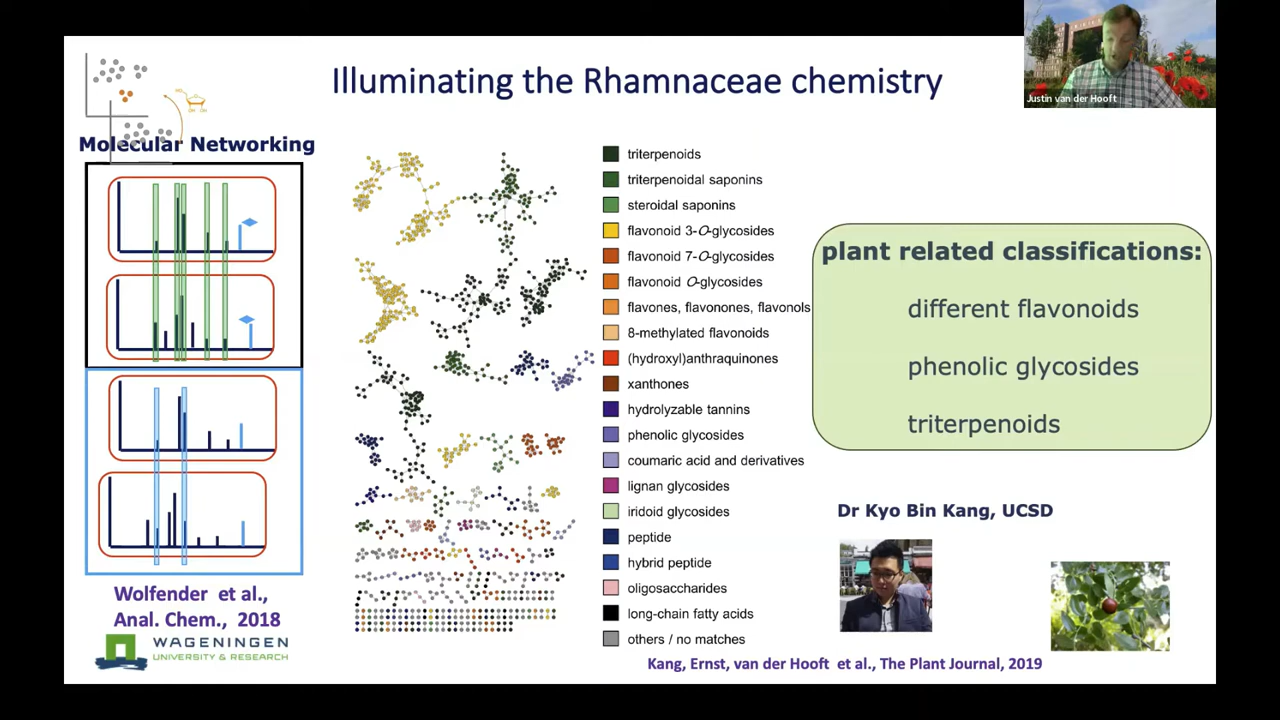 Illuminating the Rhamnaceae chemistry
Justin van der Hooft
Molecular Networking
triterpenoids
triterpenoidal saponins
steroidal saponins
flavonoid 3-O-glycosides
flavonoid 7-O-glycosides
flavonoid O-glycosides
flavones, flavonones, flavonols
8-methylated flavonoids
(hydroxyl)anthraquinones
xanthones
hydrolyzable tannins
phenolic glycosides
coumaric acid and derivatives
lignan glycosides
iridoid glycosides
peptide
hybrid peptide
oligosaccharides
long-chain fatty acids
others / no matches
plant related classifications:
different flavonoids
phenolic glycosides
triterpenoids
Dr Kyo Bin Kang, UCSD
Wolfender et al.,
Anal. Chem., 2018
WAGENINGEN
UNIVERSITY & RESEARCH
Kang, Ernst, van der Hooft et al., The Plant Journal, 2019